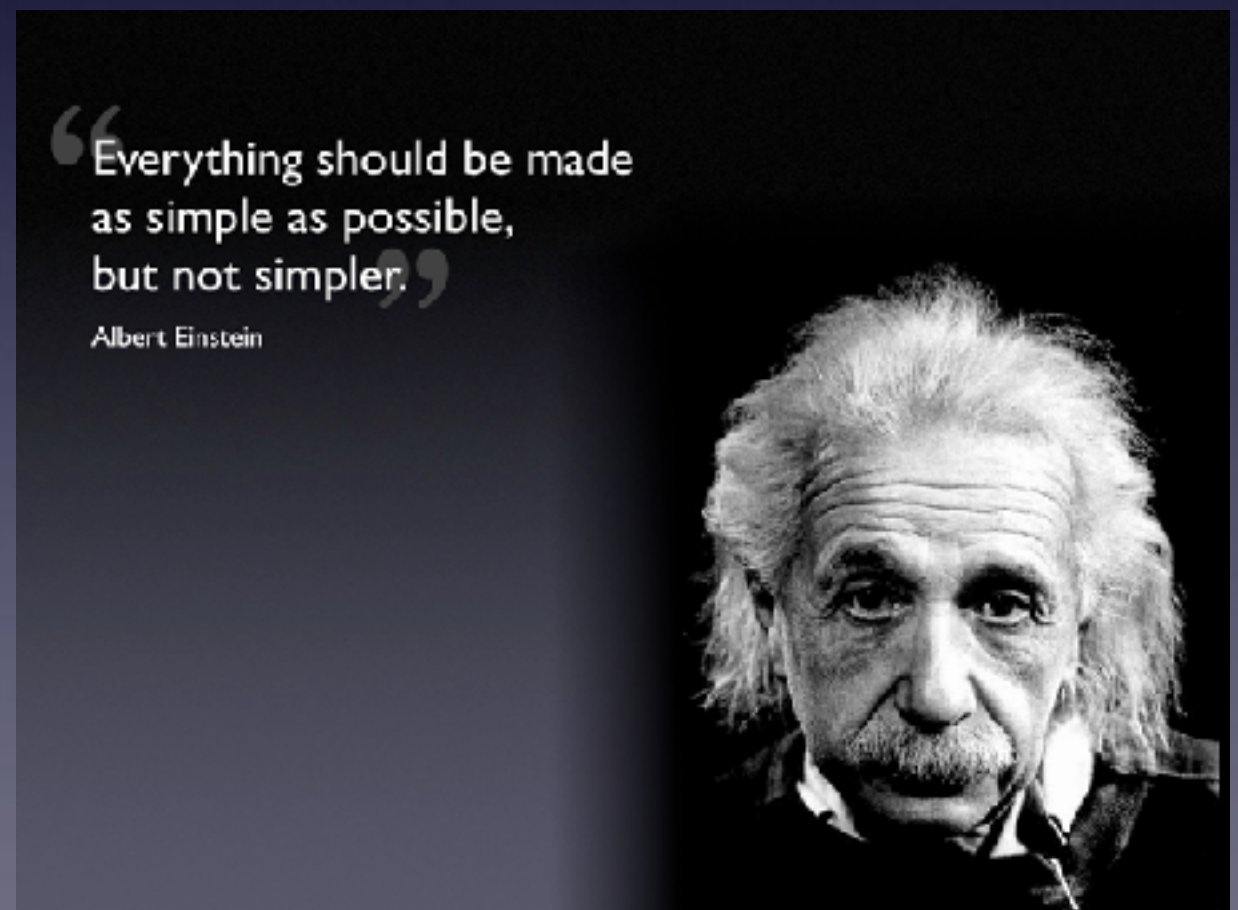 “Everything should be made
as simple as possible,
but not simpler.”
Albert Einstein